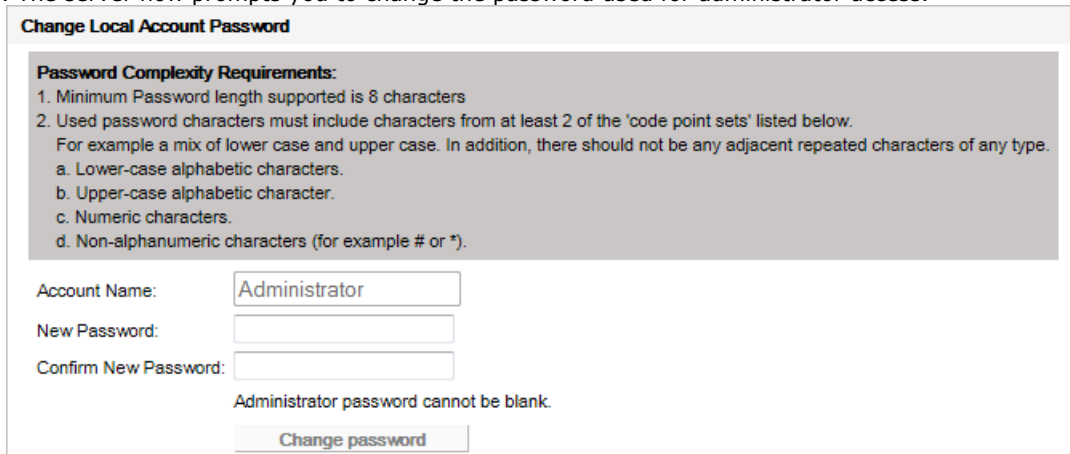 . The server now prompts you to change the password used for administrator access.
Change Local Account Password
Password Complexity Requirements:
1. Minimum Password length supported is 8 characters
2. Used password characters must include characters from at least 2 of the 'code point sets' listed below.
For example a mix of lower case and upper case. In addition, there should not be any adjacent repeated characters of any type.
a. Lower-case alphabetic characters.
b. Upper-case alphabetic character.
c. Numeric characters.
d. Non-alphanumeric characters (for example # or *).
Account Name: Administrator
New Password:
Confirm New Password:
Administrator password cannot be blank.
Change password